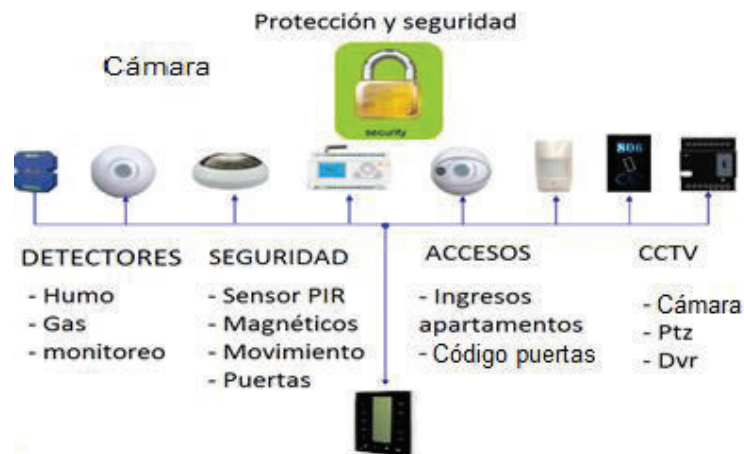 Protección y seguridad
Cámara
security
806
DETECTORES
- Humo
- Gas
- monitoreo
SEGURIDAD
- Sensor PIR
- Magnéticos
- Movimiento
- Puertas
ACCESOS
- Ingresos
apartamentos
- Código puertas
CCTV
- Cámara
- Ptz
- Dvr